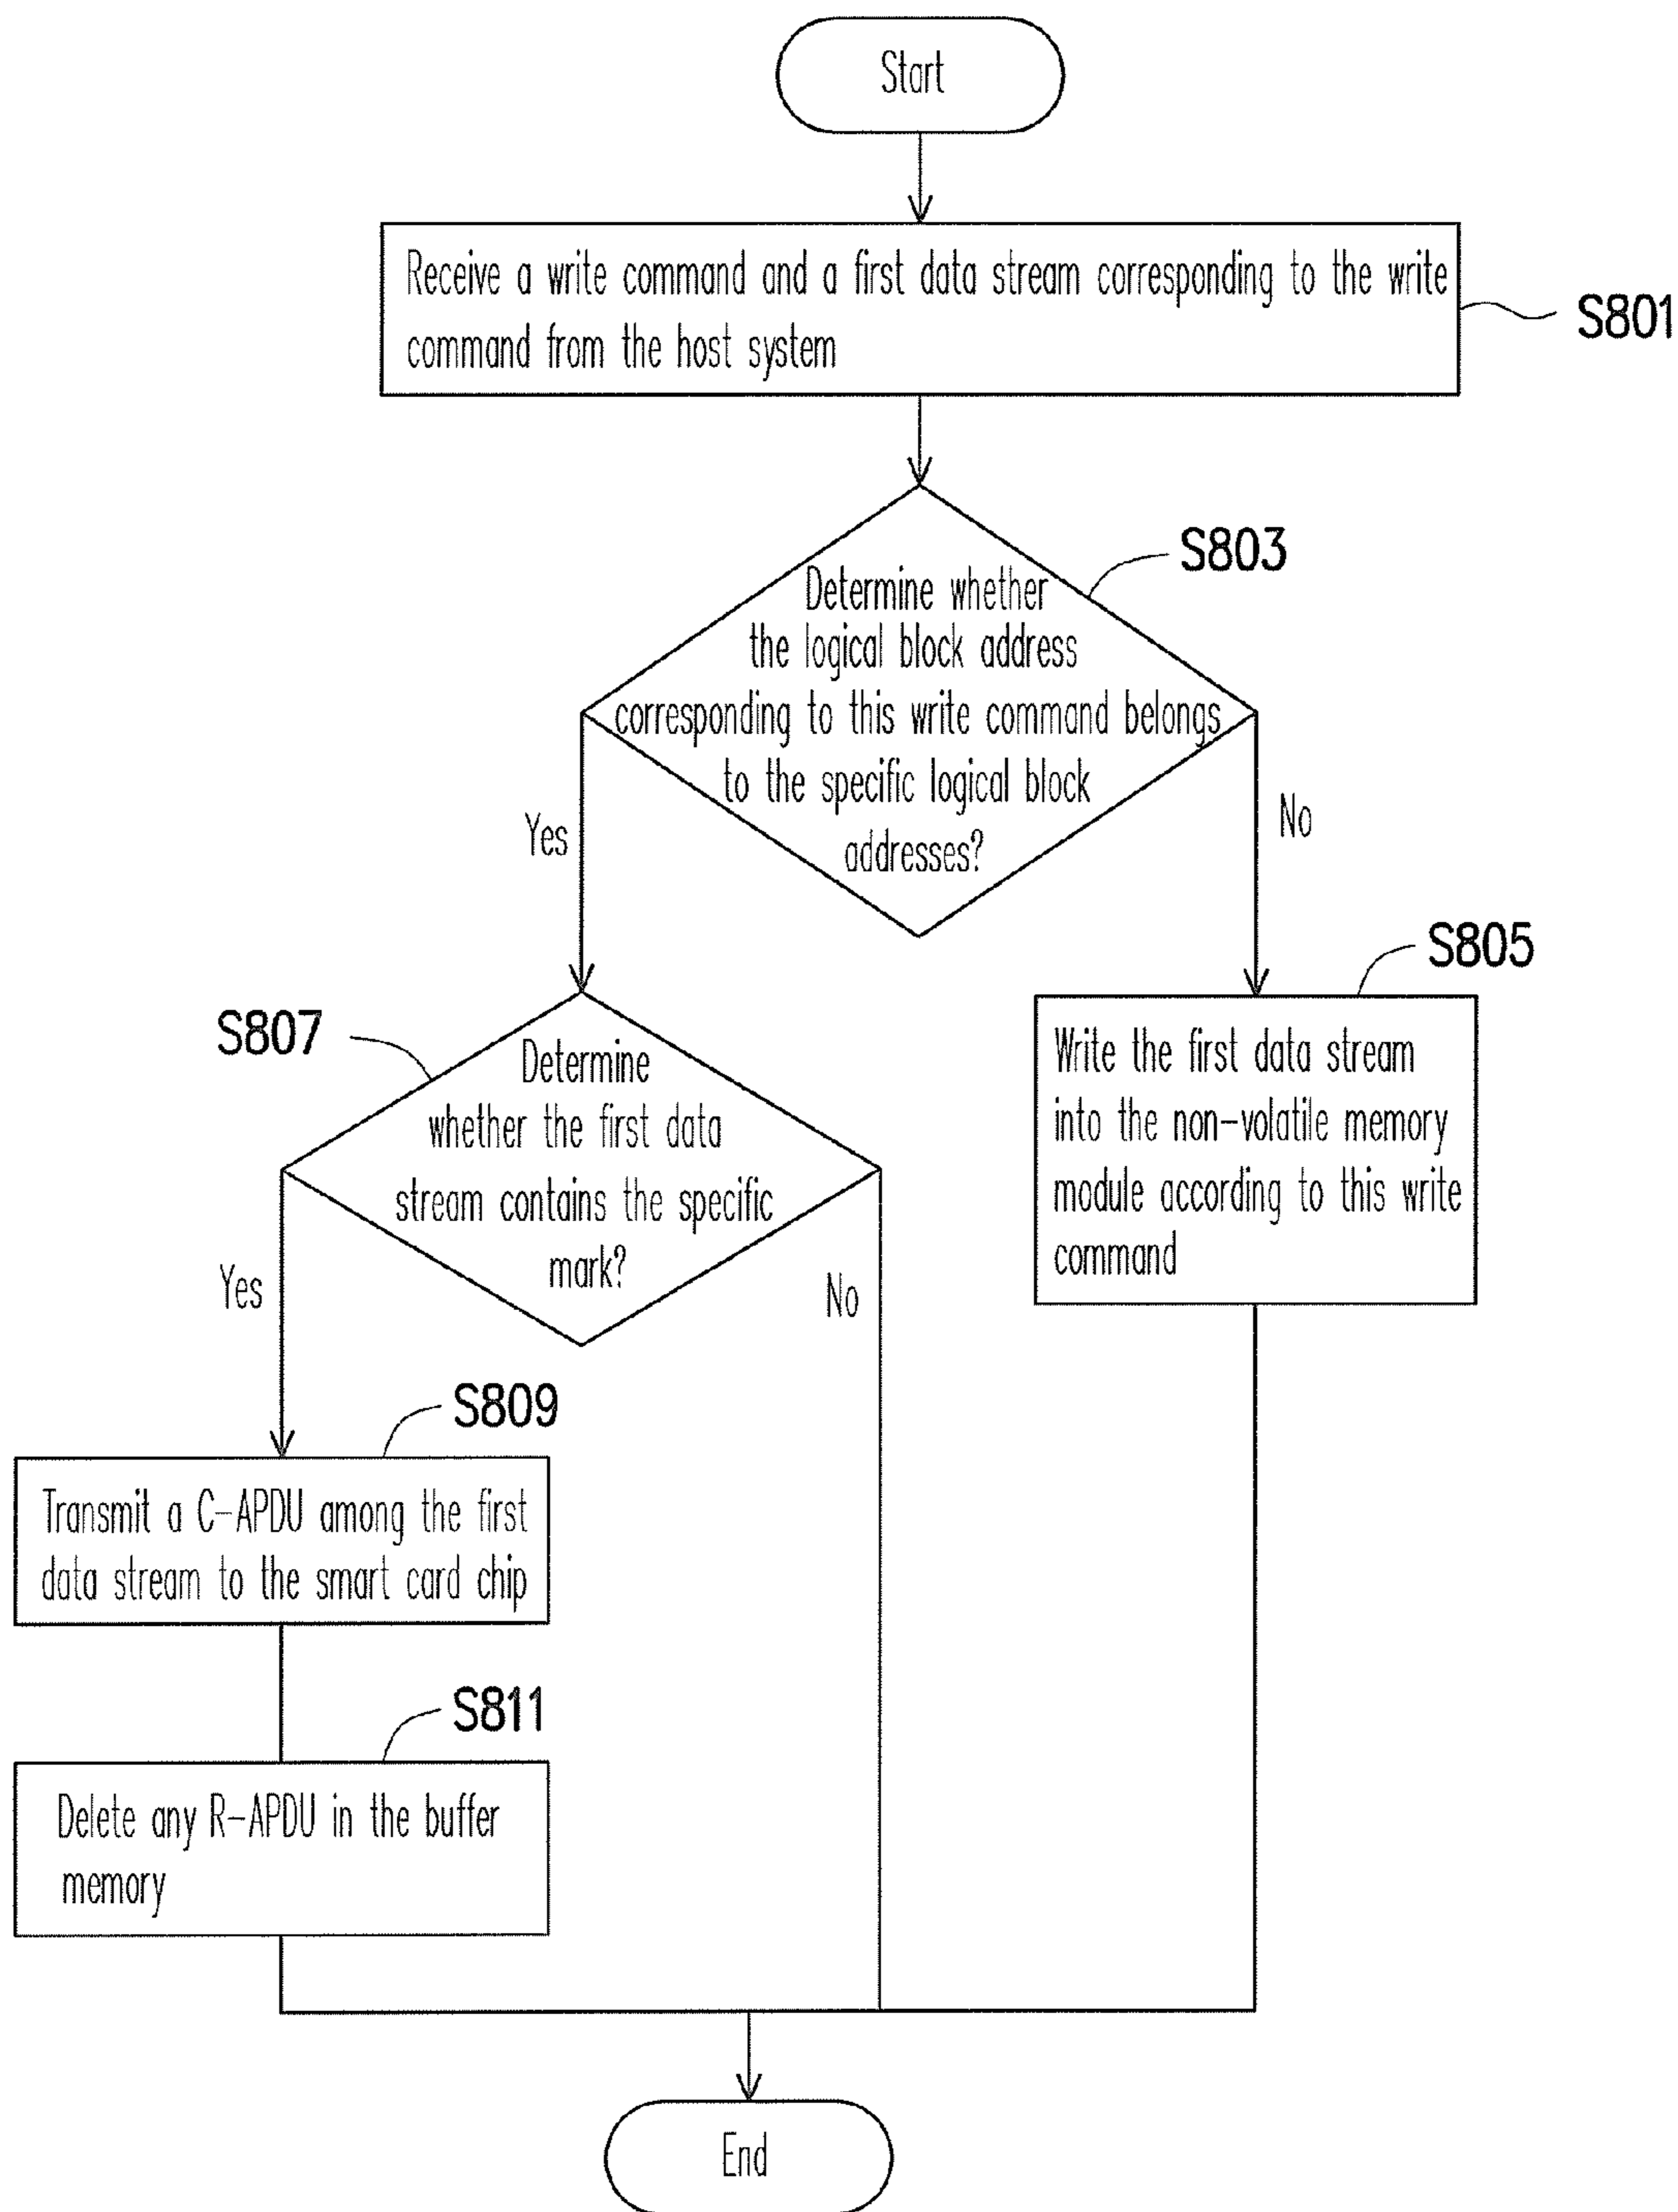 Start
Receive a write command and a first data stream corresponding to the write
command from the host system
S801
S803
Determine whether
the logical block address
corresponding to this write command belongs
to the specific logical block
addresses?
Yes
No
S805
Write the first data stream
into the non-volatile memory
module according to this write
command
S807
Determine
whether the first data
stream contains the specific
mark?
Yes
No
S809
Transmit a C-APDU among the first
data stream to the smart card chip
S811
Delete any R-APDU in the buffer
memory
End